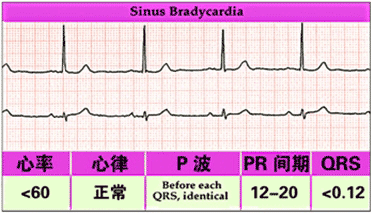 Sinus Bradycardia
心率 心律 P 波 PR 间期 QRS
<60 正常 Before each QRS, identical 12-20 <0.12